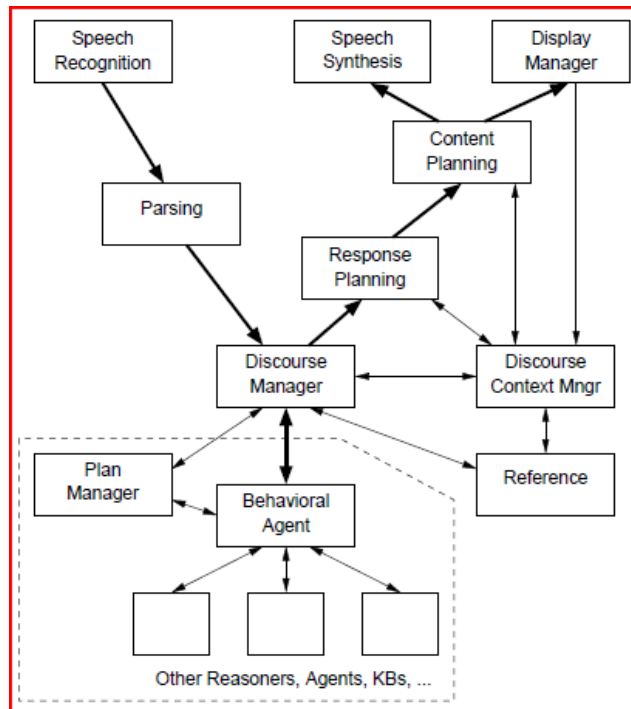 Speech
Recognition
Speech
Synthesis
Display
Manager
Content
Planning
Parsing
Response
Planning
Discourse
Manager
Discourse
Context Mngr
Plan
Manager
Behavioral
Agent
Reference
Other Reasoners, Agents, KBs, ...